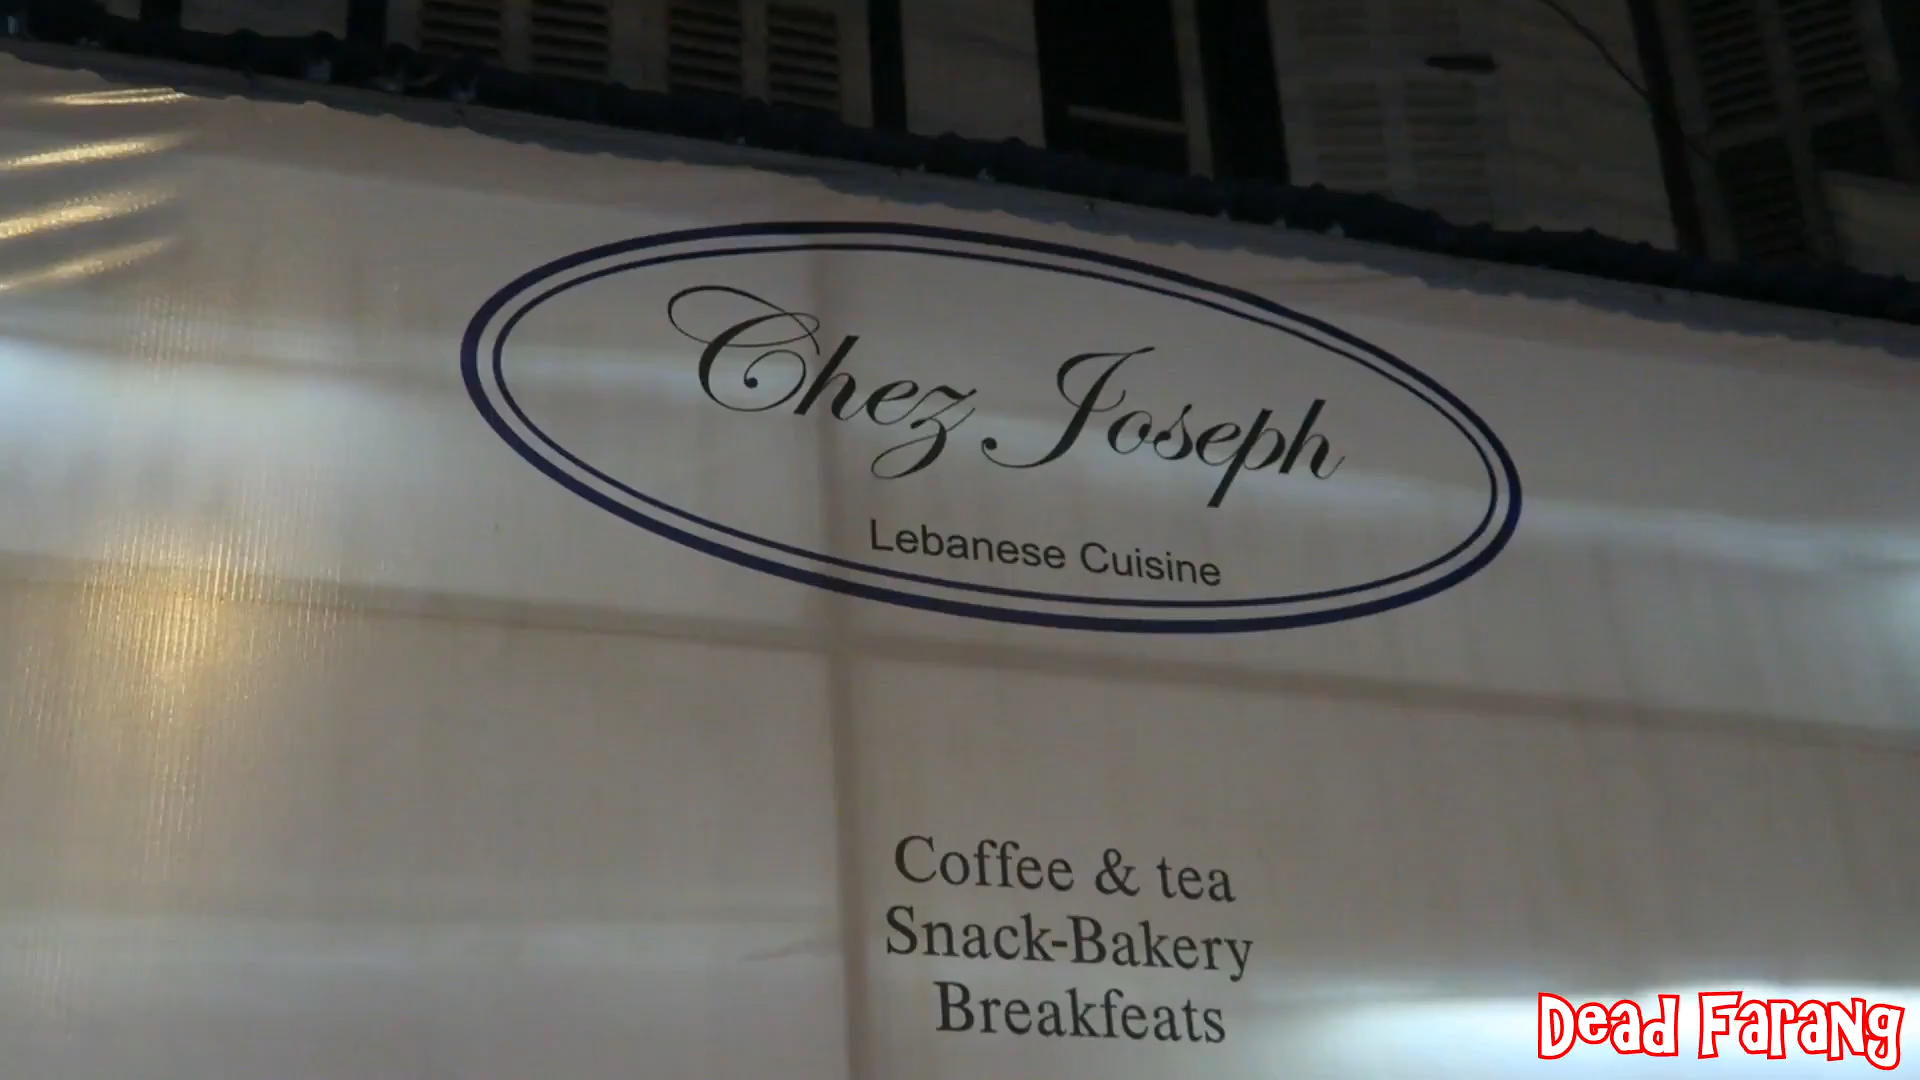 Chez Joseph
Lebanese Cuisine
Coffee & tea
Snack-Bakery
Breakfeats
Dead Farang